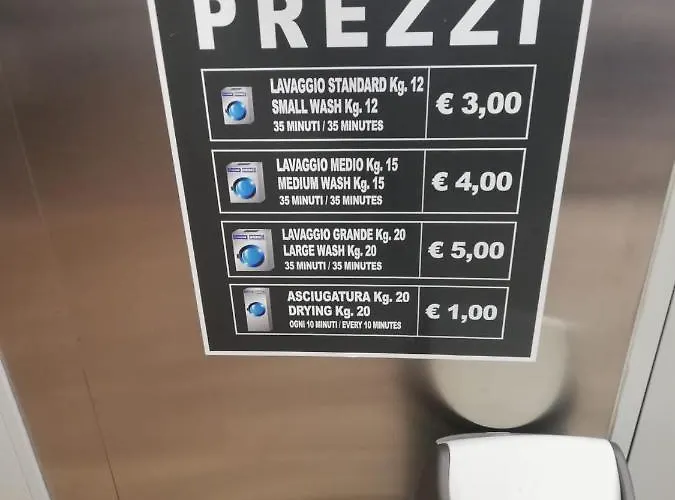 PREZZI
LAVAGGIO STANDARD Kg. 12
SMALL WASH Kg. 12
35 MINUTI / 35 MINUTES
€ 3,00
LAVAGGIO MEDIO Kg. 15
MEDIUM WASH Kg. 15
35 MINUTI / 35 MINUTES
€ 4,00
LAVAGGIO GRANDE Kg. 20
LARGE WASH Kg. 20
35 MINUTI / 35 MINUTES
€ 5,00
ASCIUGATURA Kg. 20
DRYING Kg. 20
OGNI 10 MINUTI / EVERY 10 MINUTES
€ 1,00